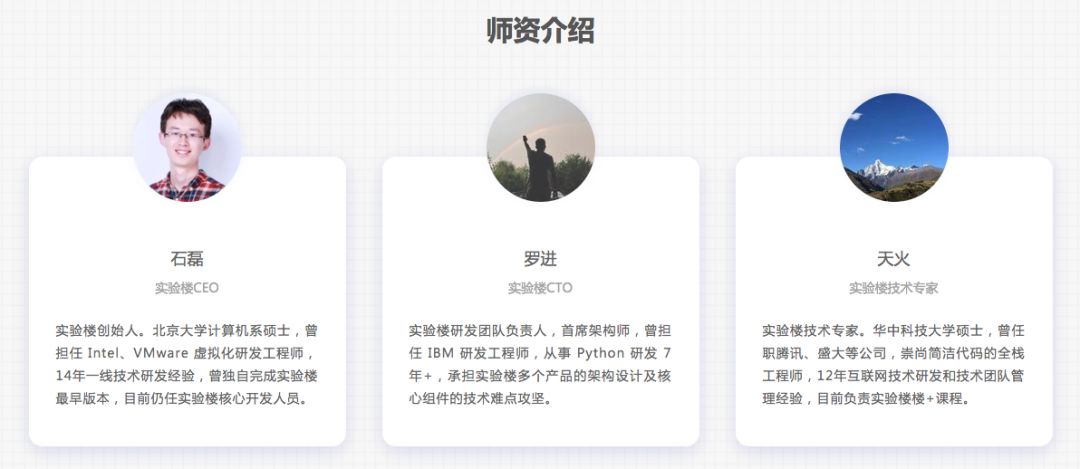 师资介绍
石磊
实验楼CEO
实验楼创始人。北京大学计算机系硕士，曾
担任 Intel、VMware 虚拟化研发工程师，
14年一线技术研发经验，曾独自完成实验楼
最早版本，目前仍任实验楼核心开发人员。
罗进
实验楼CTO
实验楼研发团队负责人，首席架构师，曾担
任 IBM 研发工程师，从事 Python 研发 7
年+，承担实验楼多个产品的架构设计及核
心组件的技术难点攻坚。
天火
实验楼技术专家
实验楼技术专家。华中科技大学硕士，曾任
职腾讯、盛大等公司，崇尚简洁代码的全栈
工程师，12年互联网技术研发和技术团队管
理经验，目前负责实验楼楼+课程。